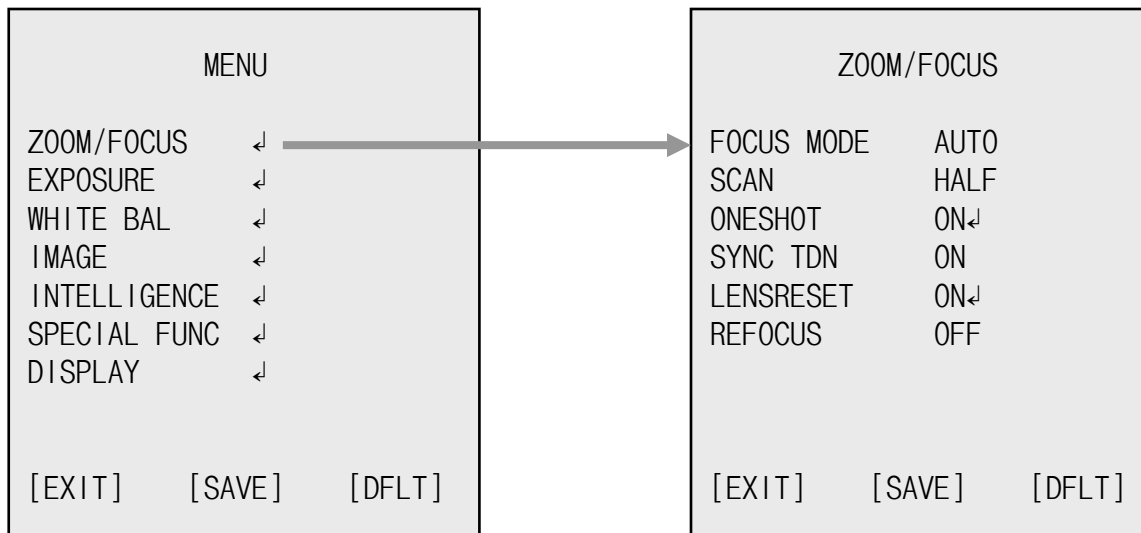 MENU
ZOOM/FOCUS ↲
EXPOSURE ↲
WHITE BAL ↲
IMAGE ↲
INTELLIGENCE ↲
SPECIAL FUNC ↲
DISPLAY ↲
[EXIT] [SAVE] [DFLT]
ZOOM/FOCUS
FOCUS MODE AUTO
SCAN HALF
ONESHOT ON↲
SYNC TDN ON
LENSRESET ON↲
REFOCUS OFF
[EXIT] [SAVE] [DFLT]